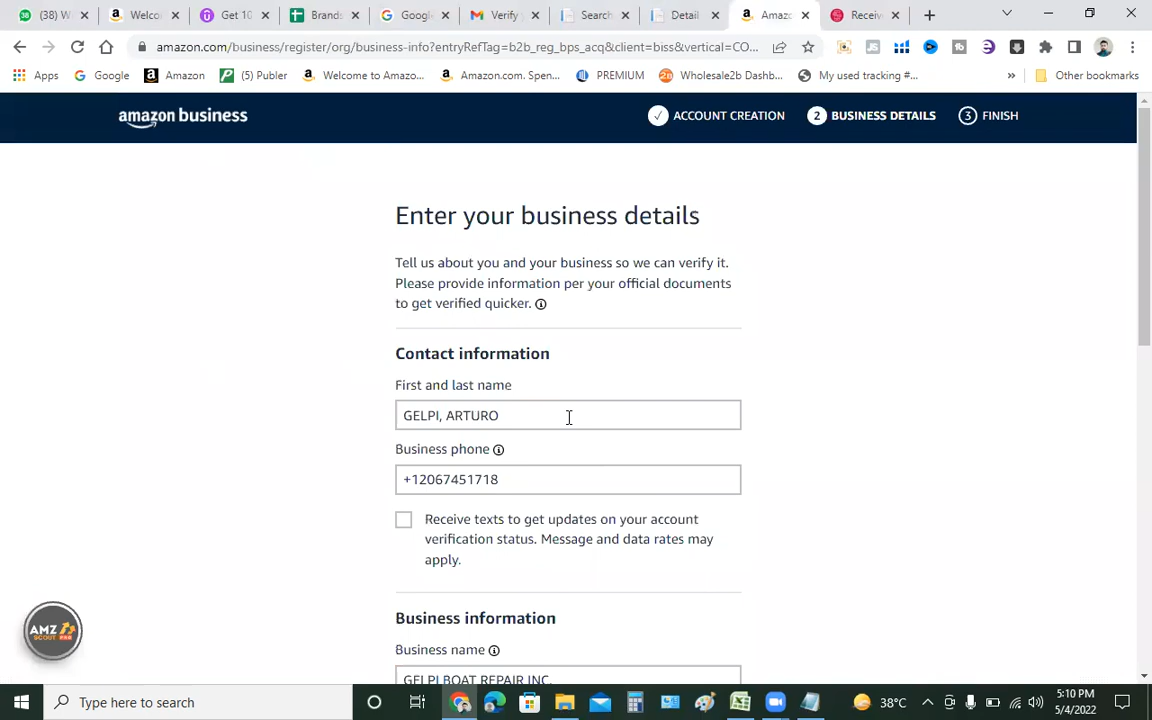 (38) W
Welco
Get 10
Brands
Google
Verify
Search
Detail
Amaz
Receiv
amazon.com/business/register/org/business-info?entryRefTag=b2b_reg_bps_acq&client=biss&vertical=CO...
Apps
Google
Amazon
(5) Publer
Welcome to Amazo...
Amazon.com. Spen...
PREMIUM
Wholesale2b Dashb...
My used tracking #...
»
Other bookmarks
amazon business
ACCOUNT CREATION
2 BUSINESS DETAILS
3 FINISH
Enter your business details
Tell us about you and your business so we can verify it.
Please provide information per your official documents
to get verified quicker.
Contact information
First and last name
GELPI, ARTURO
Business phone
+12067451718
Receive texts to get updates on your account
verification status. Message and data rates may
apply.
Business information
Business name
GELPI BOAT REPAIR INC.
AMZ
SCOUT PRO
Type here to search
38°C
5:10 PM
5/4/2022